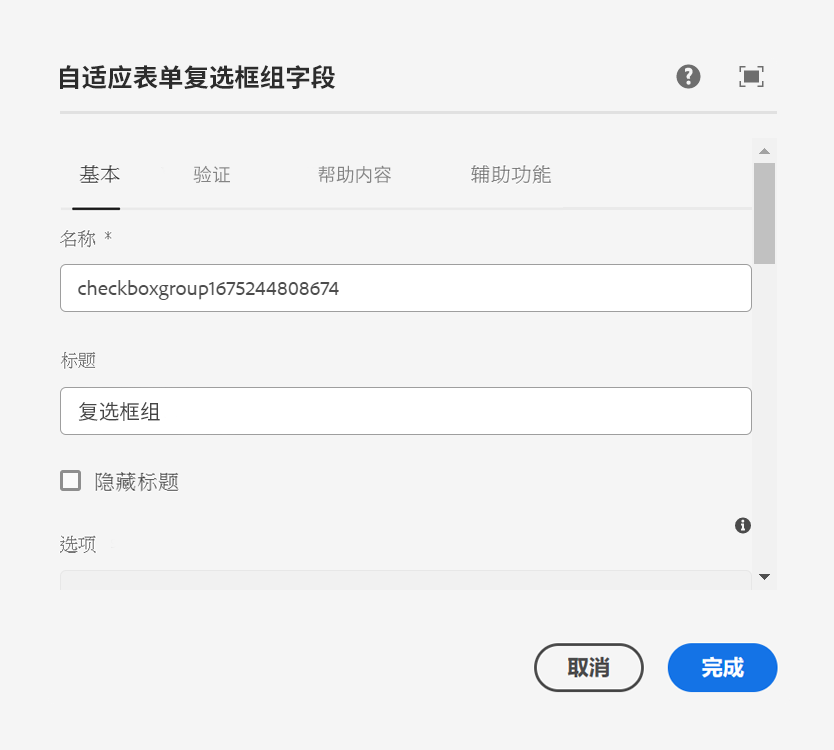 自适应表单复选框组字段
基本 验证 帮助内容 辅助功能
名称 *
checkboxgroup1675244808674
标题
复选框组
隐藏标题
选项
取消 完成